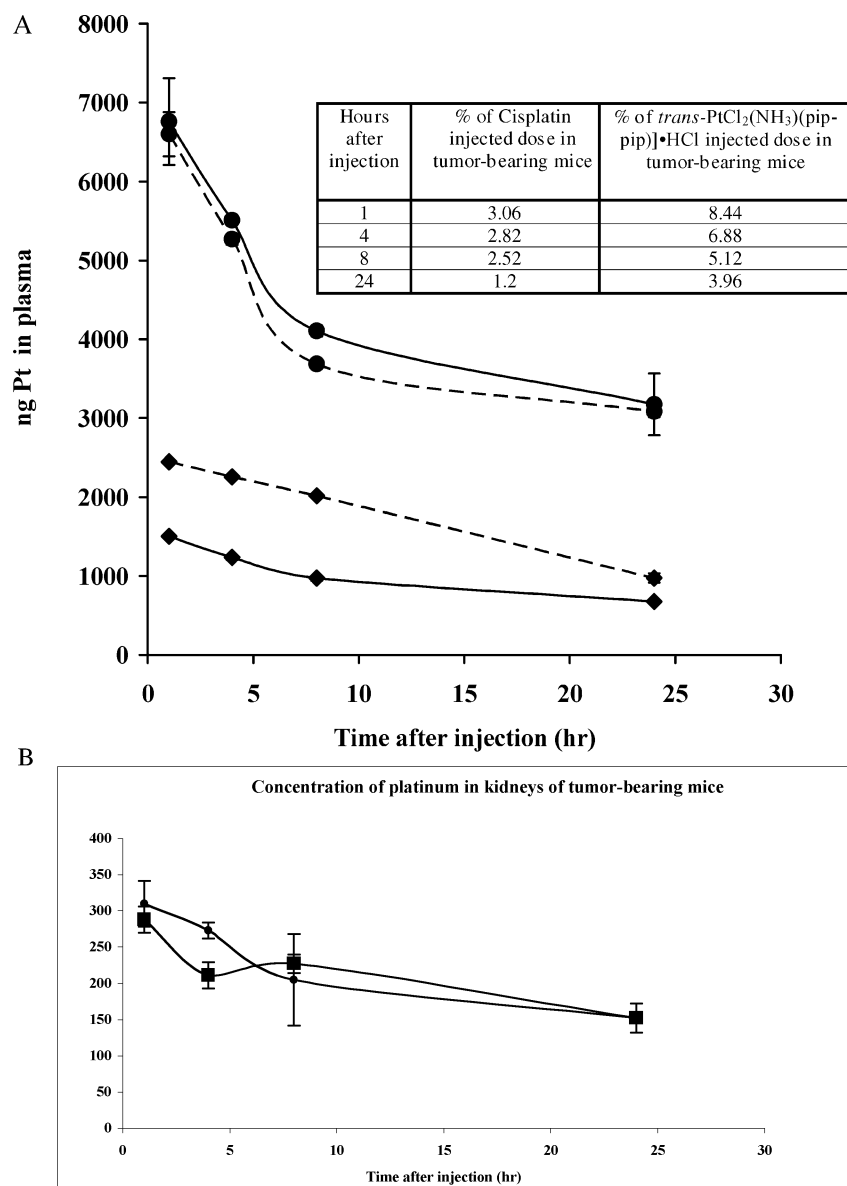 A
8000
7000
6000
5000
4000
3000
2000
1000
0
ng Pt in plasma
Hours after injection
% of Cisplatin injected dose in tumor-bearing mice
% of trans-PtCl₂(NH₃)(pip-pip)]•HCl injected dose in tumor-bearing mice
1 3.06 8.44
4 2.82 6.88
8 2.52 5.12
24 1.2 3.96
0 5 10 15 20 25 30
Time after injection (hr)
B
Concentration of platinum in kidneys of tumor-bearing mice
400
350
300
250
200
150
100
50
0
0 5 10 15 20 25 30
Time after injection (hr)